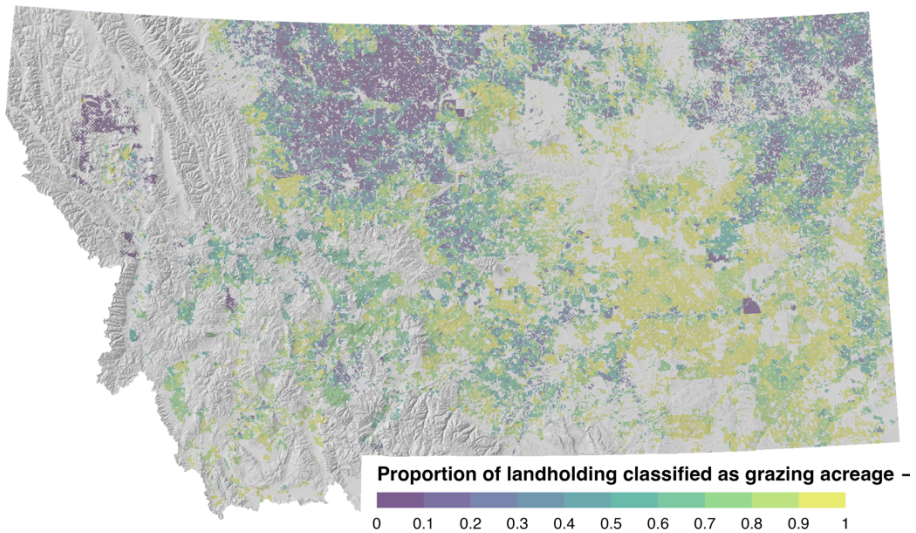 Proportion of landholding classified as grazing acreage –
0 0.1 0.2 0.3 0.4 0.5 0.6 0.7 0.8 0.9 1